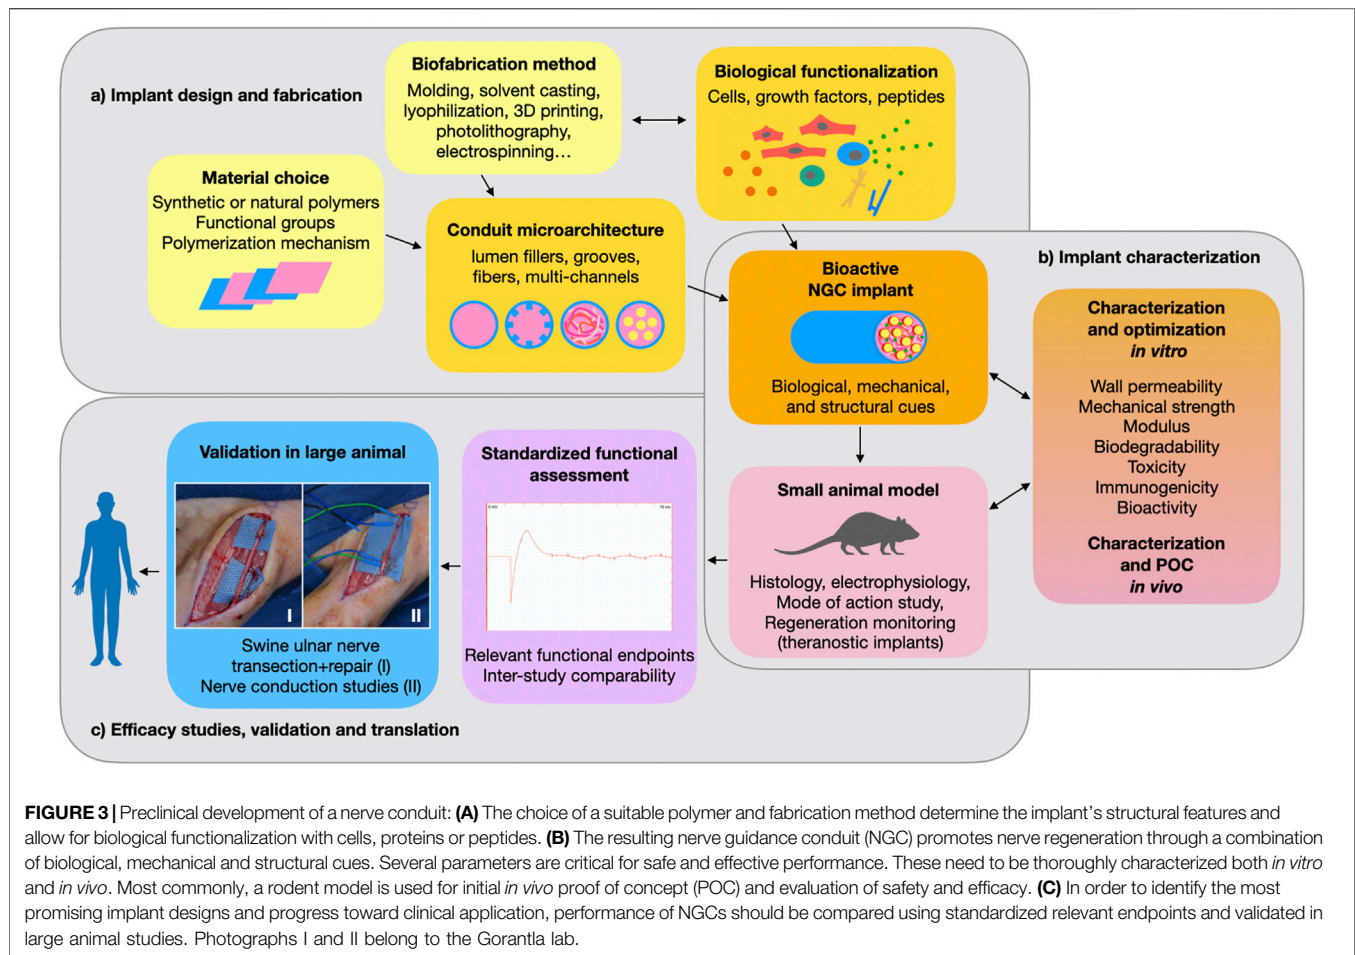 a) Implant design and fabrication
Biofabrication method
Molding, solvent casting,
lyophilization, 3D printing,
photolithography,
electrospinning...
Biological functionalization
Cells, growth factors, peptides
Material choice
Synthetic or natural polymers
Functional groups
Polymerization mechanism
Conduit microarchitecture
lumen fillers, grooves,
fibers, multi-channels
Bioactive
NGC implant
Biological, mechanical,
and structural cues
b) Implant characterization
Characterization
and optimization
in vitro
Wall permeability
Mechanical strength
Modulus
Biodegradability
Toxicity
Immunogenicity
Bioactivity
Characterization
and POC
in vivo
Small animal model
Histology, electrophysiology,
Mode of action study,
Regeneration monitoring
(theranostic implants)
Standardized functional
assessment
Relevant functional endpoints
Inter-study comparability
Validation in large animal
I
II
Swine ulnar nerve
transection+repair (I)
Nerve conduction studies (II)
c) Efficacy studies, validation and translation
FIGURE 3 | Preclinical development of a nerve conduit: (A) The choice of a suitable polymer and fabrication method determine the implant's structural features and
allow for biological functionalization with cells, proteins or peptides. (B) The resulting nerve guidance conduit (NGC) promotes nerve regeneration through a combination
of biological, mechanical and structural cues. Several parameters are critical for safe and effective performance. These need to be thoroughly characterized both in vitro
and in vivo. Most commonly, a rodent model is used for initial in vivo proof of concept (POC) and evaluation of safety and efficacy. (C) In order to identify the most
promising implant designs and progress toward clinical application, performance of NGCs should be compared using standardized relevant endpoints and validated in
large animal studies. Photographs I and II belong to the Gorantla lab.